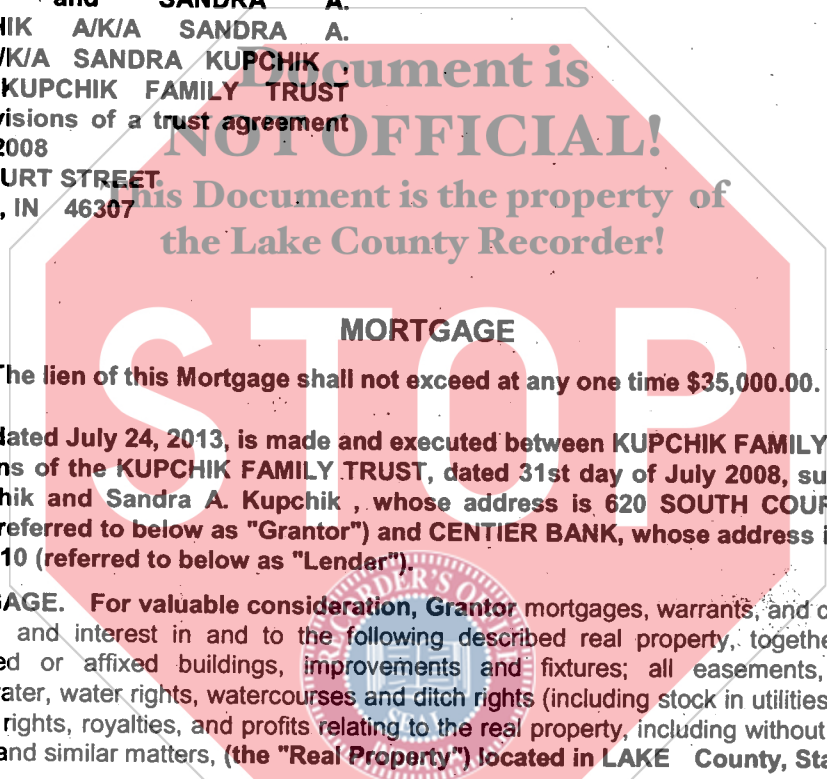 and SANDRA A.
HIK A/K/A SANDRA A.
/K/A SANDRA KUPCHIK ,
KUPCHIK FAMILY TRUST
visions of a trust agreement
2008
URT STREET
, IN 46307
Document is
NOT OFFICIAL!
This Document is the property of
the Lake County Recorder!
STOP
MORTGAGE
The lien of this Mortgage shall not exceed at any one time $35,000.00.
dated July 24, 2013, is made and executed between KUPCHIK FAMILY
ns of the KUPCHIK FAMILY TRUST, dated 31st day of July 2008, su
hik and Sandra A. Kupchik , whose address is 620 SOUTH COUR
referred to below as "Grantor") and CENTIER BANK, whose address i
10 (referred to below as "Lender").
GAGE. For valuable consideration, Grantor mortgages, warrants, and c
and interest in and to the following described real property, togethe
ed or affixed buildings, improvements and fixtures; all easements,
ater, water rights, watercourses and ditch rights (including stock in utilities
rights, royalties, and profits relating to the real property, including without
and similar matters, (the "Real Property") located in LAKE County, Sta